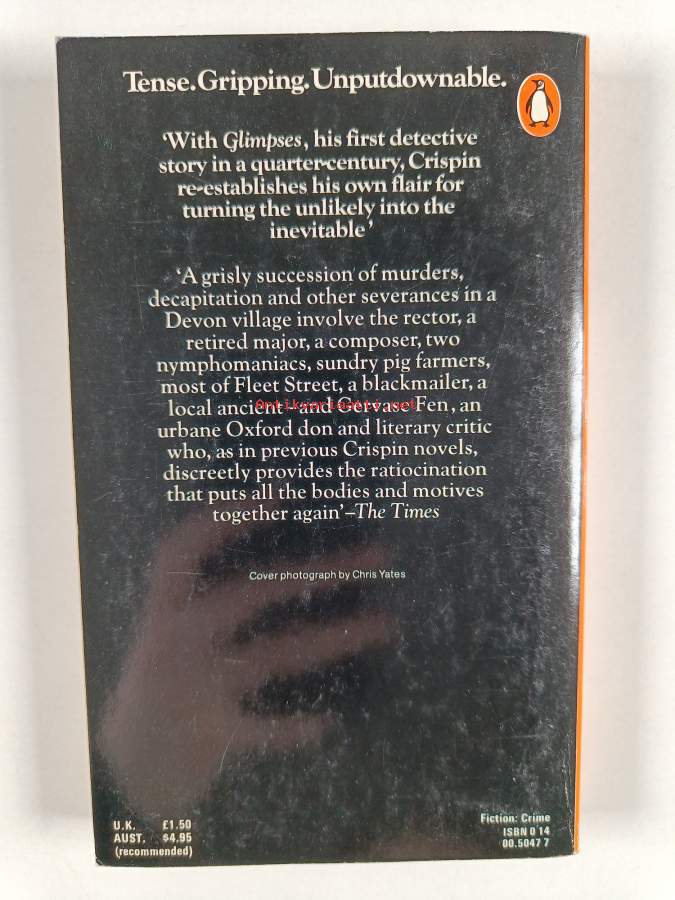 Tense. Gripping. Unputdownable.
‘With Glimpses, his first detective
story in a quarter-century, Crispin
re-establishes his own flair for
turning the unlikely into the
inevitable’
‘A grisly succession of murders,
decapitation and other severances in a
Devon village involve the rector, a
retired major, a composer, two
nymphomaniacs, sundry pig farmers,
most of Fleet Street, a blackmailer, a
local ancient – and Gervase Fen, an
urbane Oxford don and literary critic
who, as in previous Crispin novels,
discreetly provides the ratiocination
that puts all the bodies and motives
together again’–The Times
Antikvariaatti.net
Cover photograph by Chris Yates
U.K. £1.50
AUST. $4.95
(recommended)
Fiction: Crime
ISBN 0 14
00.5047 7